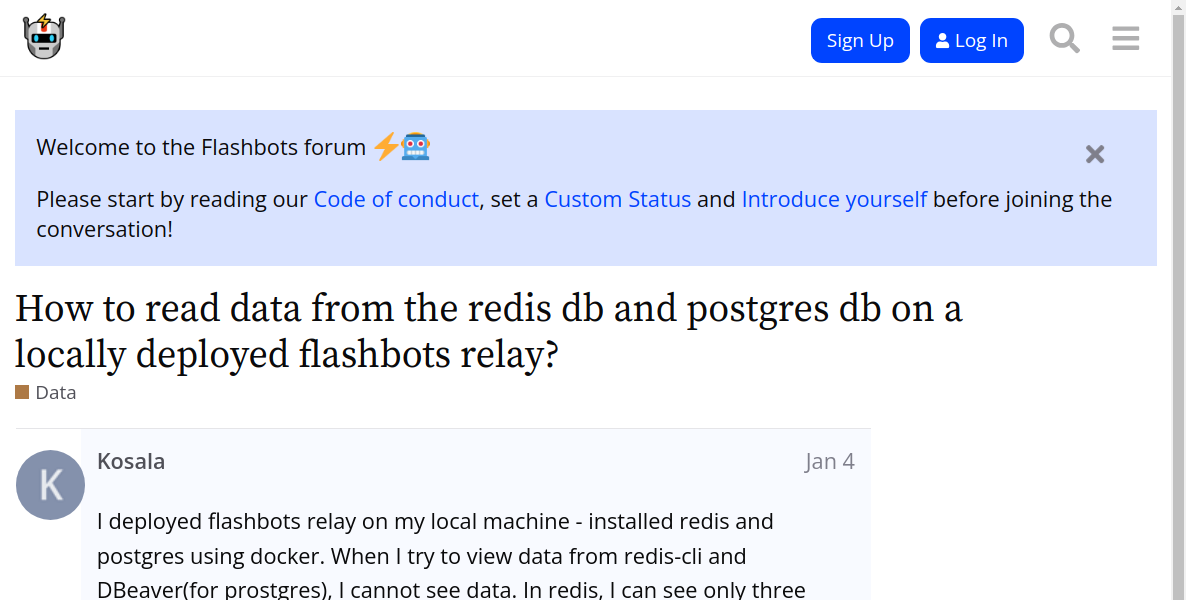 Sign Up
Log In
Welcome to the Flashbots forum
Please start by reading our Code of conduct, set a Custom Status and Introduce yourself before joining the
conversation!
How to read data from the redis db and postgres db on a
locally deployed flashbots relay?
Data
K
Kosala
Jan 4
I deployed flashbots relay on my local machine - installed redis and
postgres using docker. When I try to view data from redis-cli and
DBeaver(for prostgres), I cannot see data. In redis, I can see only three